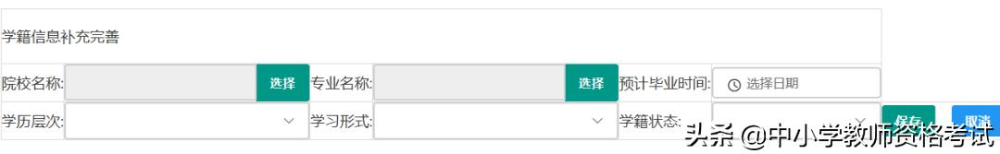 学籍信息补充完善
院校名称: 选择 专业名称: 选择 预计毕业时间: 选择日期
学历层次: 学习形式: 学籍状态: 保存 取消
头条 @中小学教师资格考试